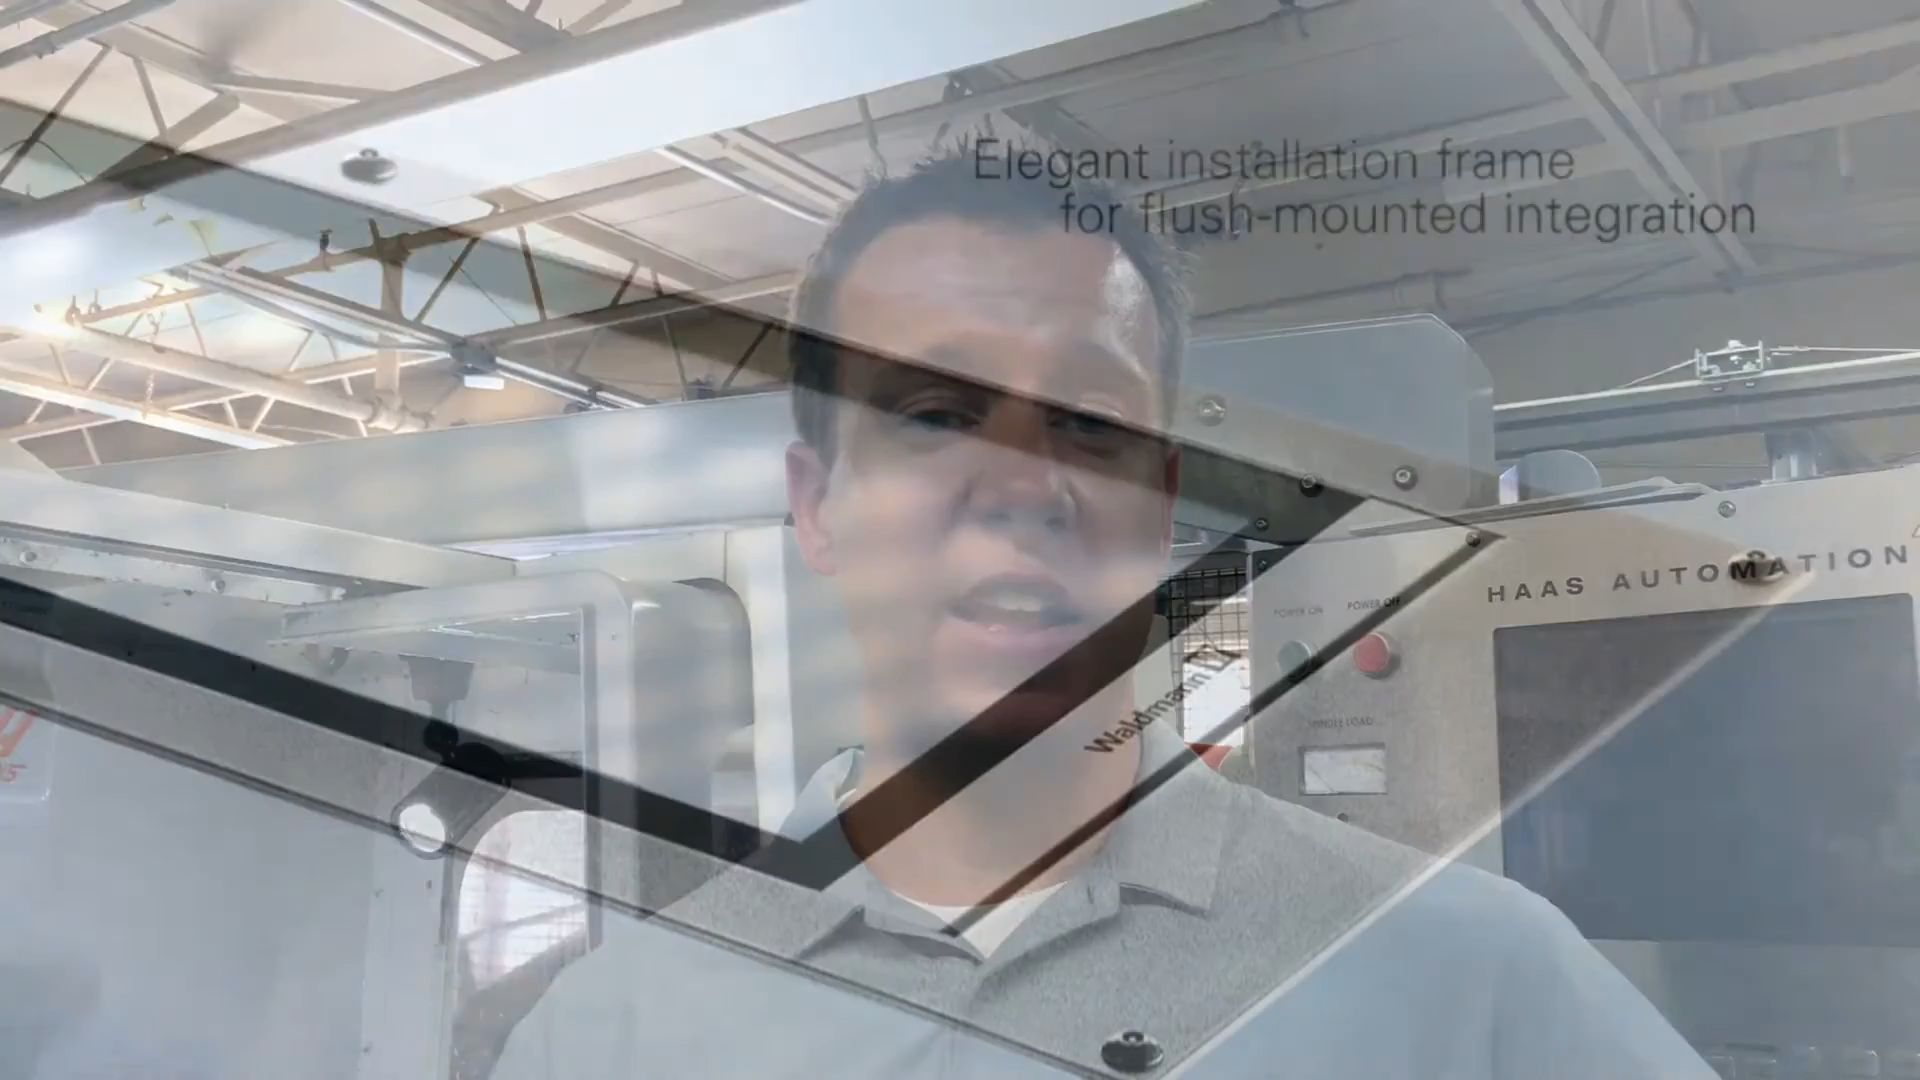 Elegant installation frame
for flush-mounted integration
HAAS AUTOMATION
POWER ON
POWER OFF
SPINDLE LOAD
Waldmann